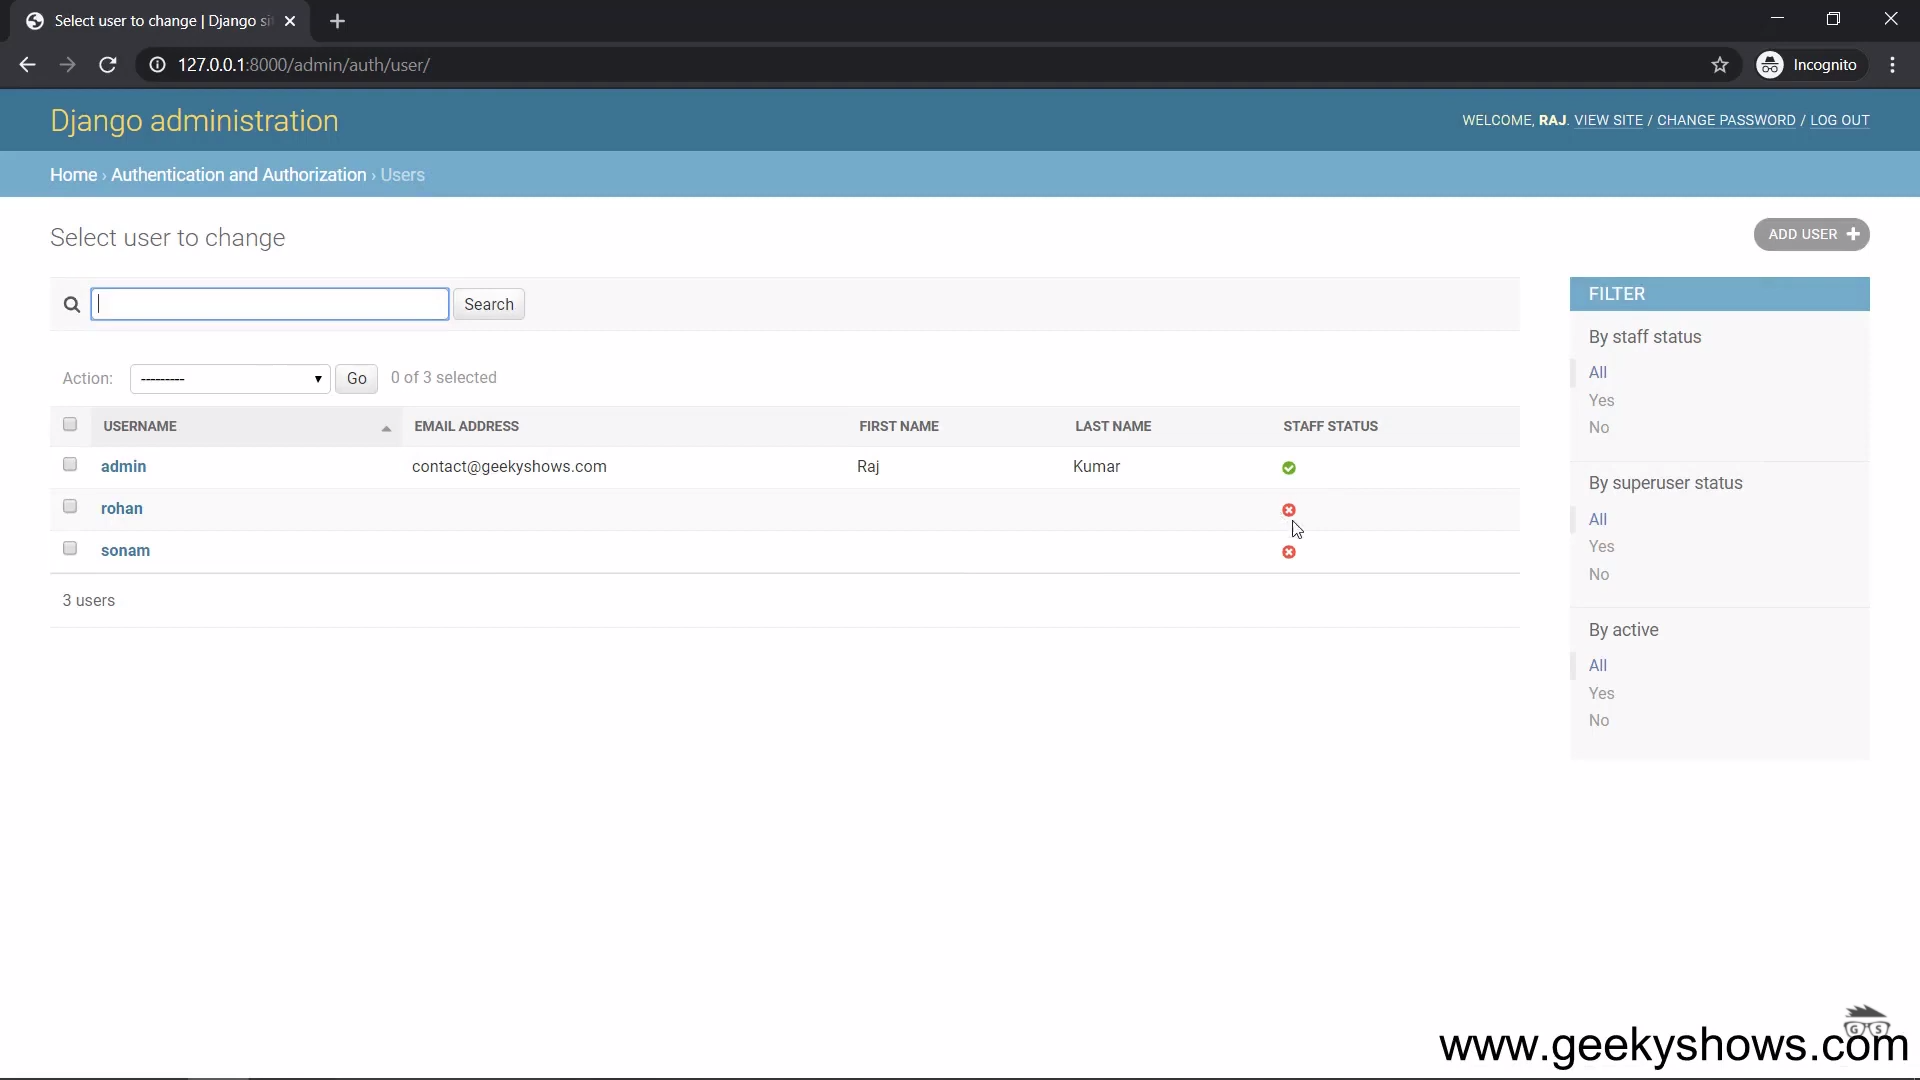 Select user to change | Django si
127.0.0.1:8000/admin/auth/user/
Incognito
Django administration
WELCOME, RAJ. VIEW SITE / CHANGE PASSWORD / LOG OUT
Home › Authentication and Authorization › Users
Select user to change
ADD USER
Search
Action: --------- Go 0 of 3 selected
USERNAME EMAIL ADDRESS FIRST NAME LAST NAME STAFF STATUS
admin contact@geekyshows.com Raj Kumar
rohan
sonam
3 users
FILTER
By staff status
All
Yes
No
By superuser status
All
Yes
No
By active
All
Yes
No
G S
www.geekyshows.com